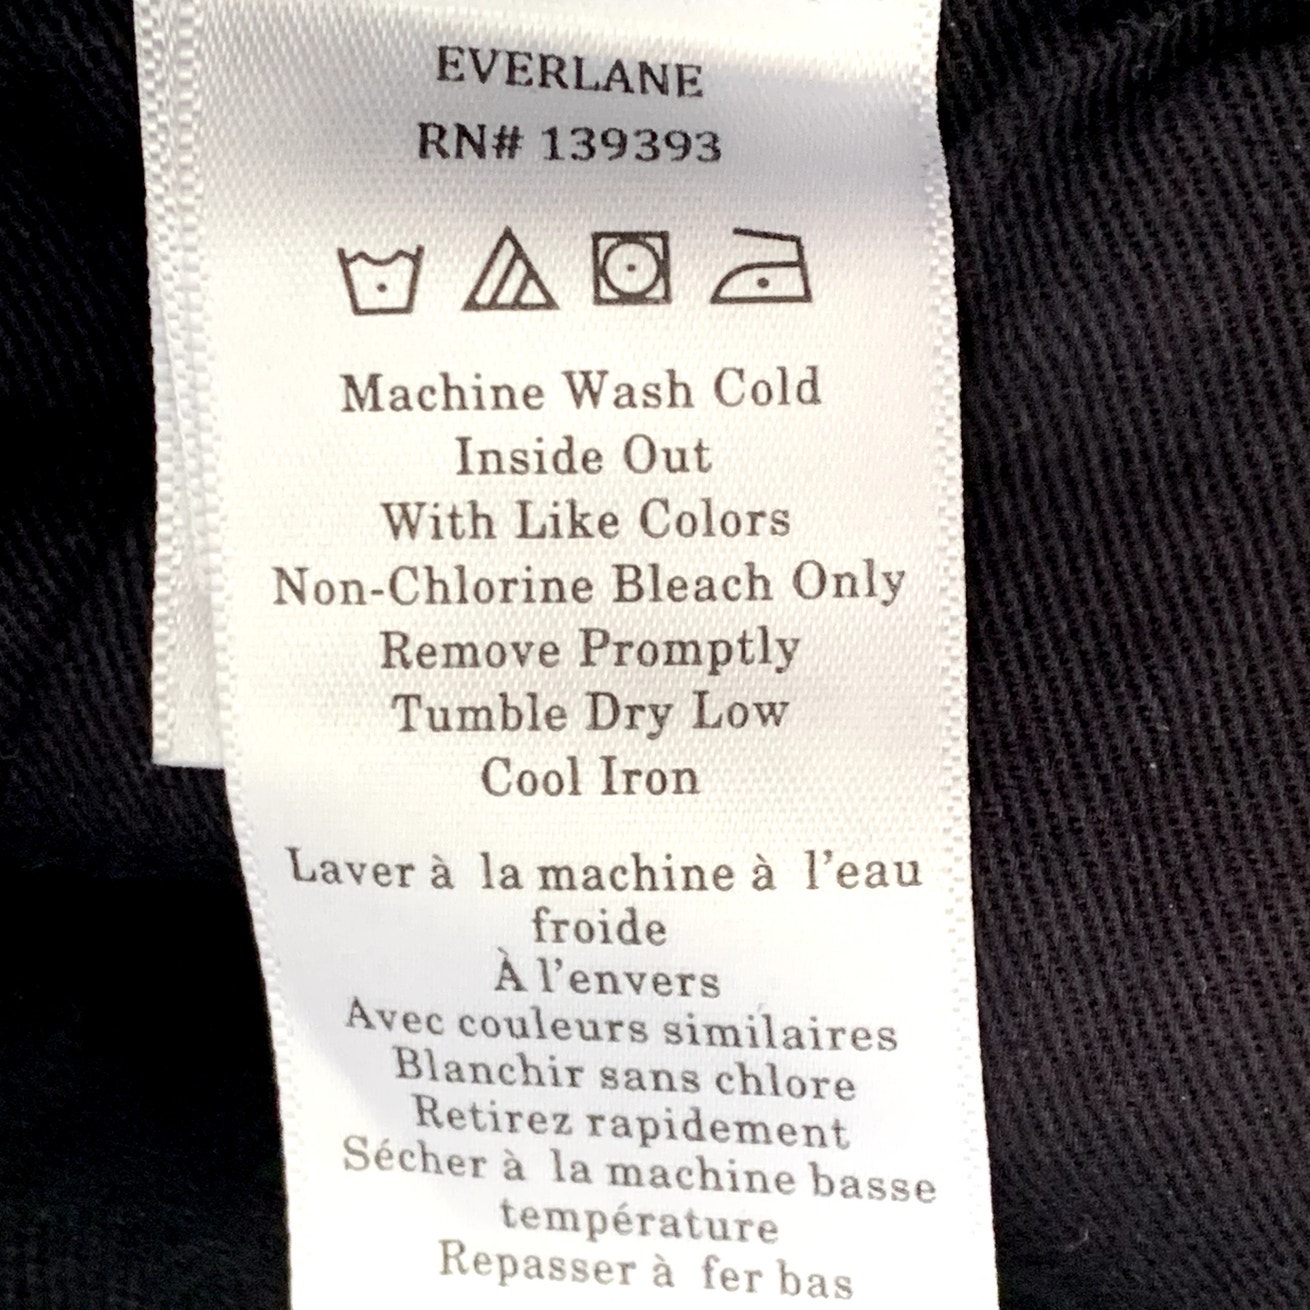 EVERLANE
RN# 139393
Machine Wash Cold
Inside Out
With Like Colors
Non-Chlorine Bleach Only
Remove Promptly
Tumble Dry Low
Cool Iron
Laver à la machine à l'eau
froide
À l'envers
Avec couleurs similaires
Blanchir sans chlore
Retirez rapidement
Sécher à la machine basse
température
Repasser à fer bas